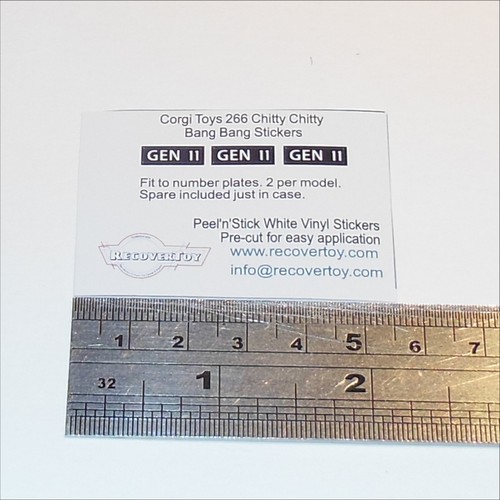 Corgi Toys 266 Chitty Chitty
Bang Bang Stickers
GEN 11 GEN 11 GEN 11
Fit to number plates. 2 per model.
Spare included just in case.
Peel'n'Stick White Vinyl Stickers
Pre-cut for easy application
www.recovertoy.com
RECOVERTOY
info@recovertoy.com
1 2 3 4 5 6 7
32 1 2